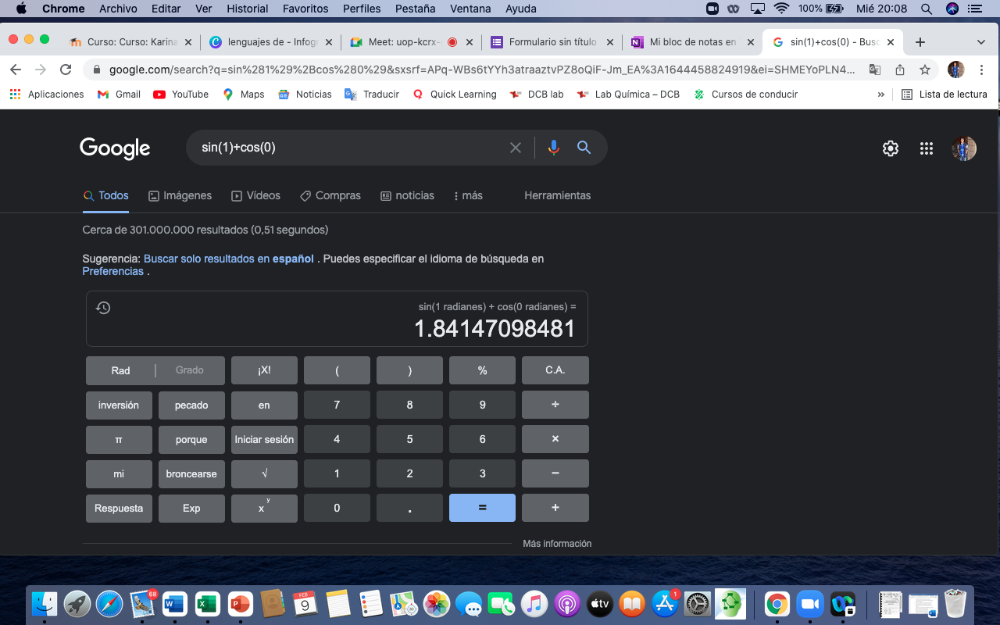 Chrome Archivo Editar Ver Historial Favoritos Perfiles Pestaña Ventana Ayuda 100% Mié 20:08
Curso: Curso: Karina lenguajes de - Infogr Meet: uop-kcrx- Formulario sin título Mi bloc de notas en sin(1)+cos(0) - Busc
google.com/search?q=sin%281%29%2Bcos%280%29&sxsrf=APq-WBs6tYYh3atraaztvPZ8oQiF-Jm_EA%3A1644458824919&ei=SHMEYoPLN4...
Aplicaciones Gmail YouTube Maps Noticias Traducir Quick Learning DCB lab Lab Química – DCB Cursos de conducir » Lista de lectura
Google sin(1)+cos(0)
Todos Imágenes Vídeos Compras noticias más Herramientas
Cerca de 301.000.000 resultados (0,51 segundos)
Sugerencia: Buscar solo resultados en español . Puedes especificar el idioma de búsqueda en
Preferencias .
sin(1 radianes) + cos(0 radianes) =
1.84147098481
Rad Grado ¡X! ( ) % C.A.
inversión pecado en 7 8 9 ÷
π porque Iniciar sesión 4 5 6 ×
mi broncearse √ 1 2 3 −
Respuesta Exp x y 0 . = +
Más información
68 FEB 9 3D tv 1